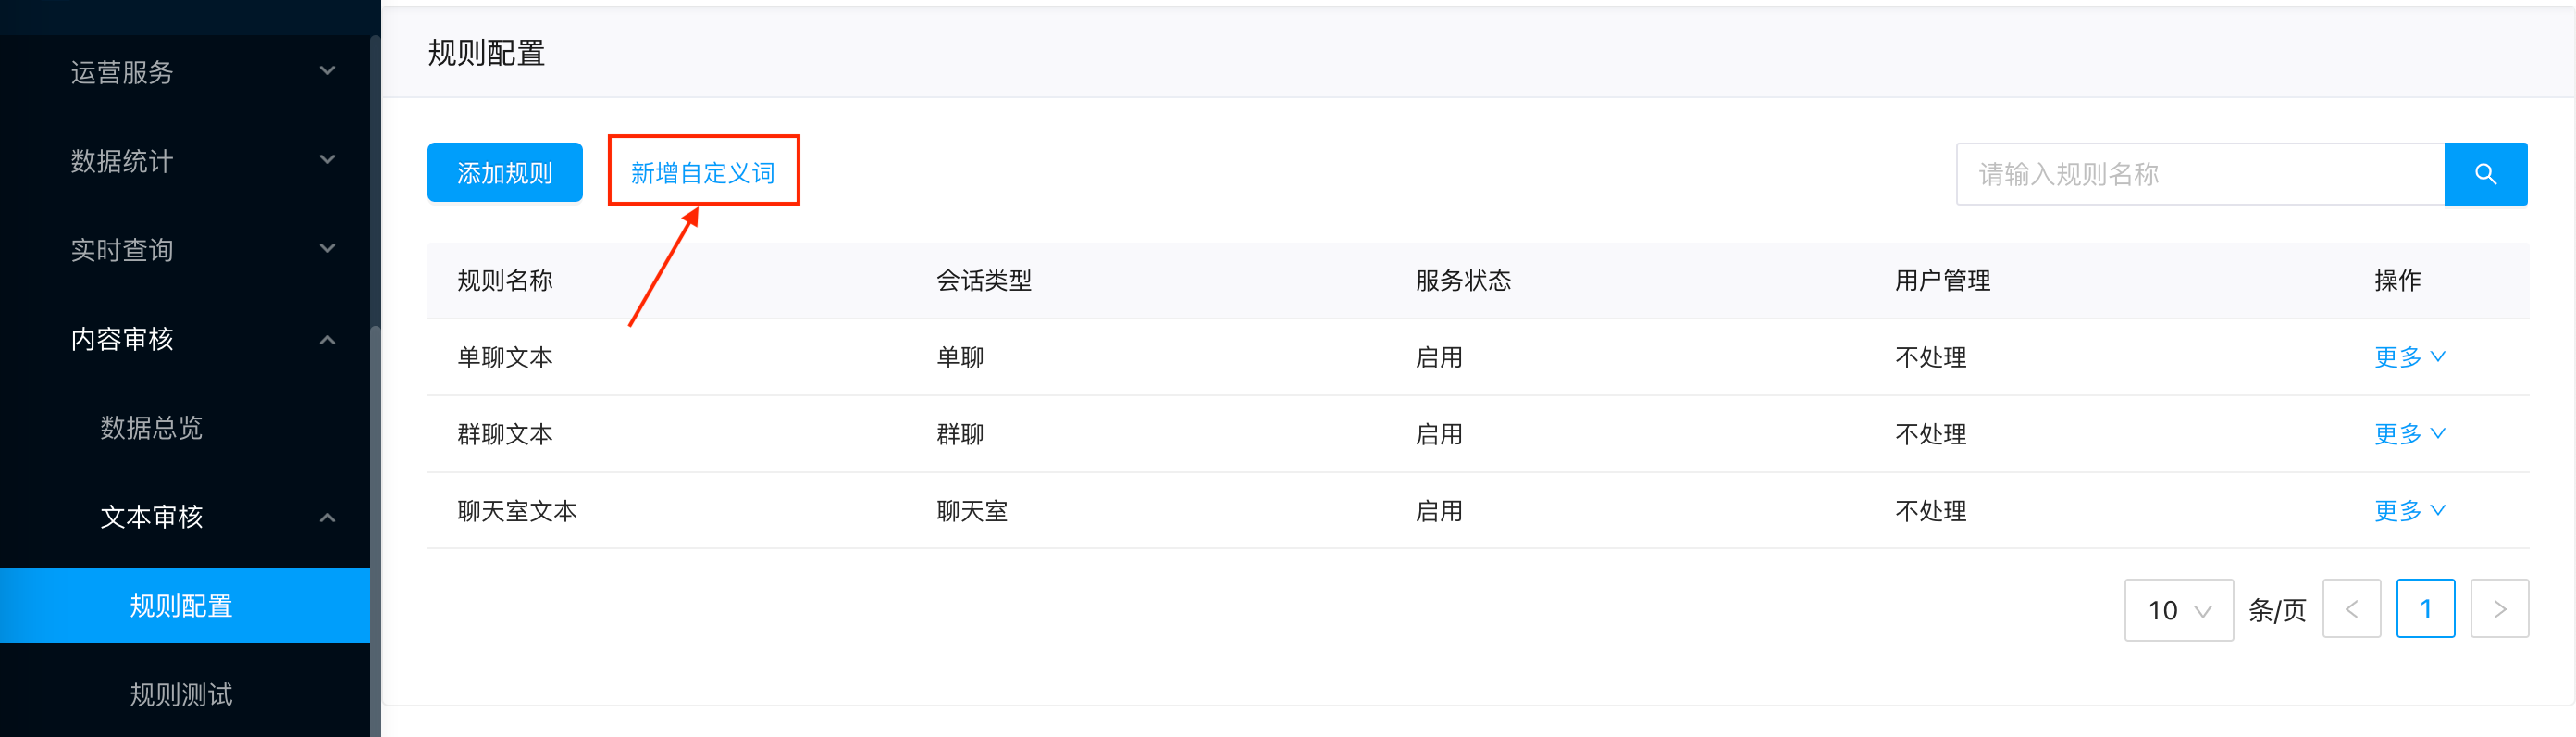 运营服务
数据统计
实时查询
内容审核
数据总览
文本审核
规则配置
规则测试
规则配置
添加规则 新增自定义词 请输入规则名称
规则名称 会话类型 服务状态 用户管理 操作
单聊文本 单聊 启用 不处理 更多
群聊文本 群聊 启用 不处理 更多
聊天室文本 聊天室 启用 不处理 更多
10 条/页 < 1 >